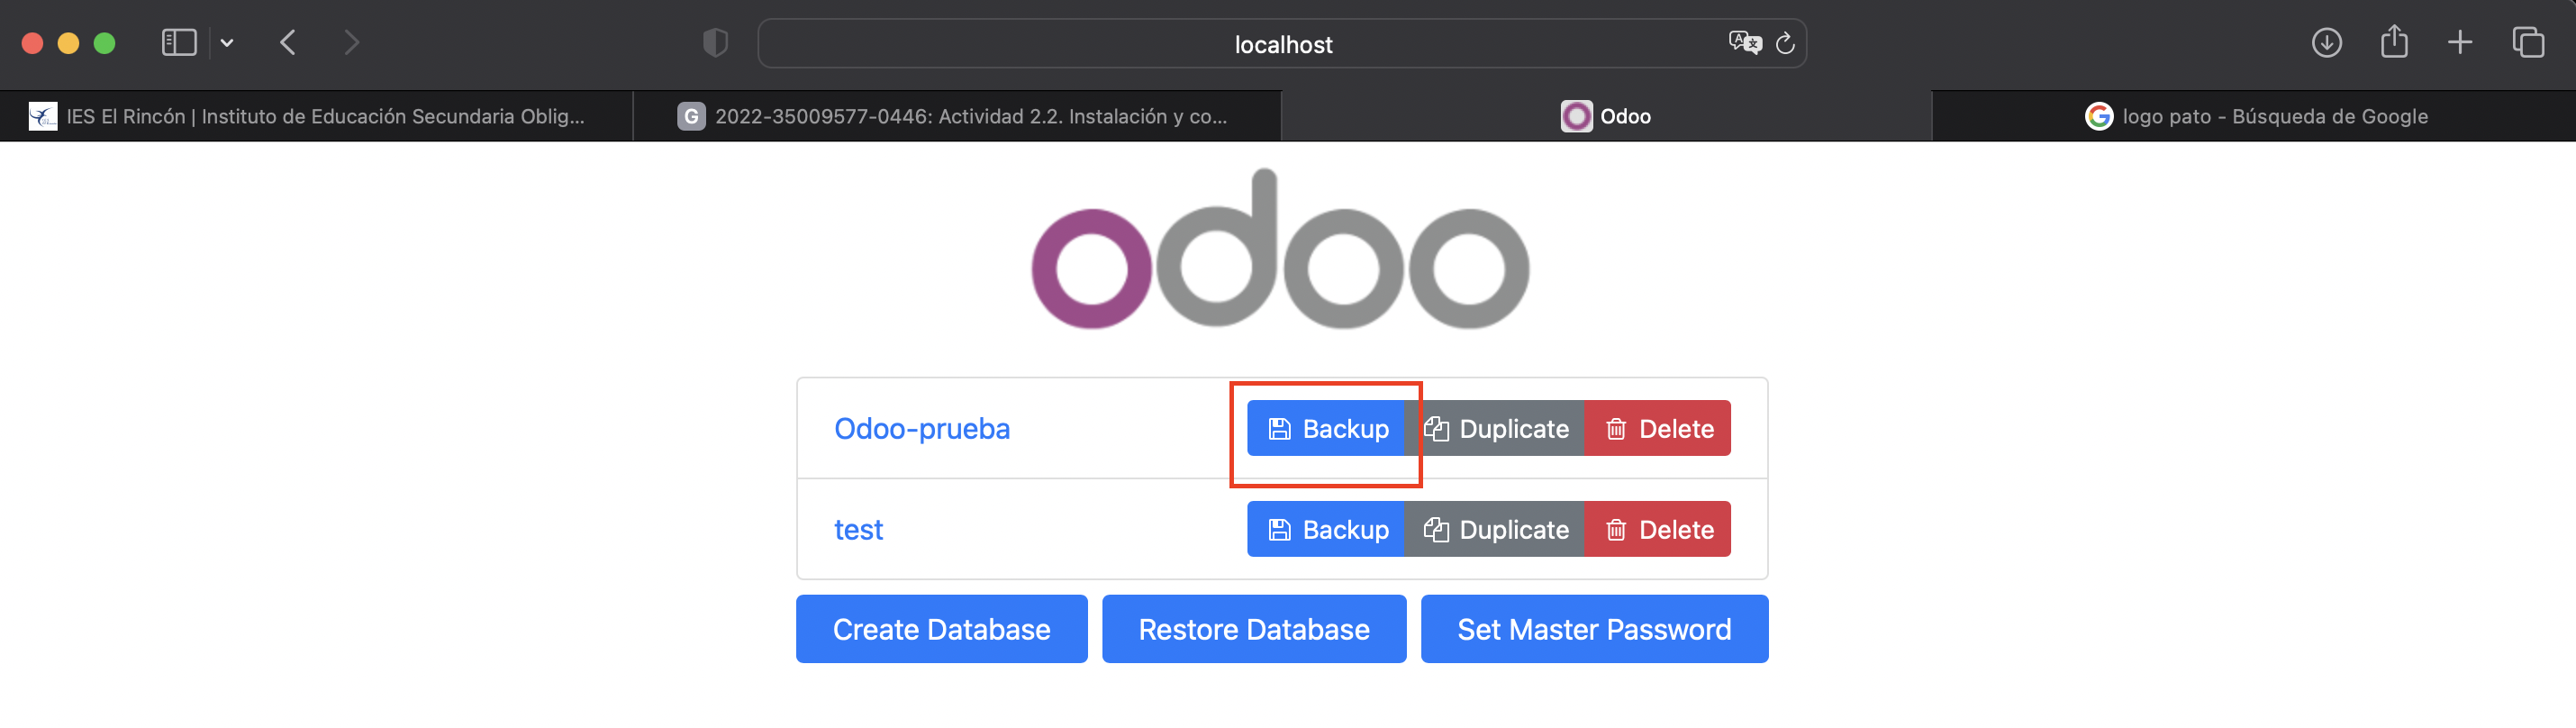 localhost
IES El Rincón | Instituto de Educación Secundaria Oblig...
G 2022-35009577-0446: Actividad 2.2. Instalación y co...
Odoo
logo pato - Búsqueda de Google
odoo
Odoo-prueba Backup Duplicate Delete
test Backup Duplicate Delete
Create Database Restore Database Set Master Password